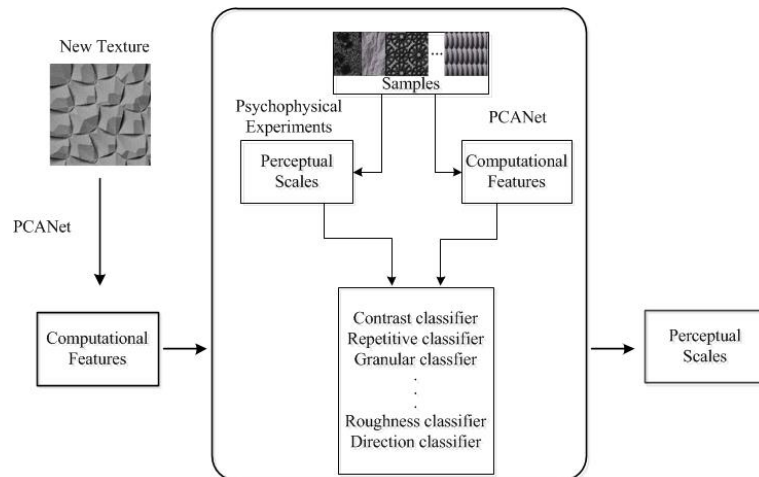 New Texture
PCANet
Computational
Features
...
Samples
Psychophysical
Experiments
PCANet
Perceptual
Scales
Computational
Features
Contrast classifier
Repetitive classifier
Granular classfier
.
.
.
Roughness classifier
Direction classifier
Perceptual
Scales